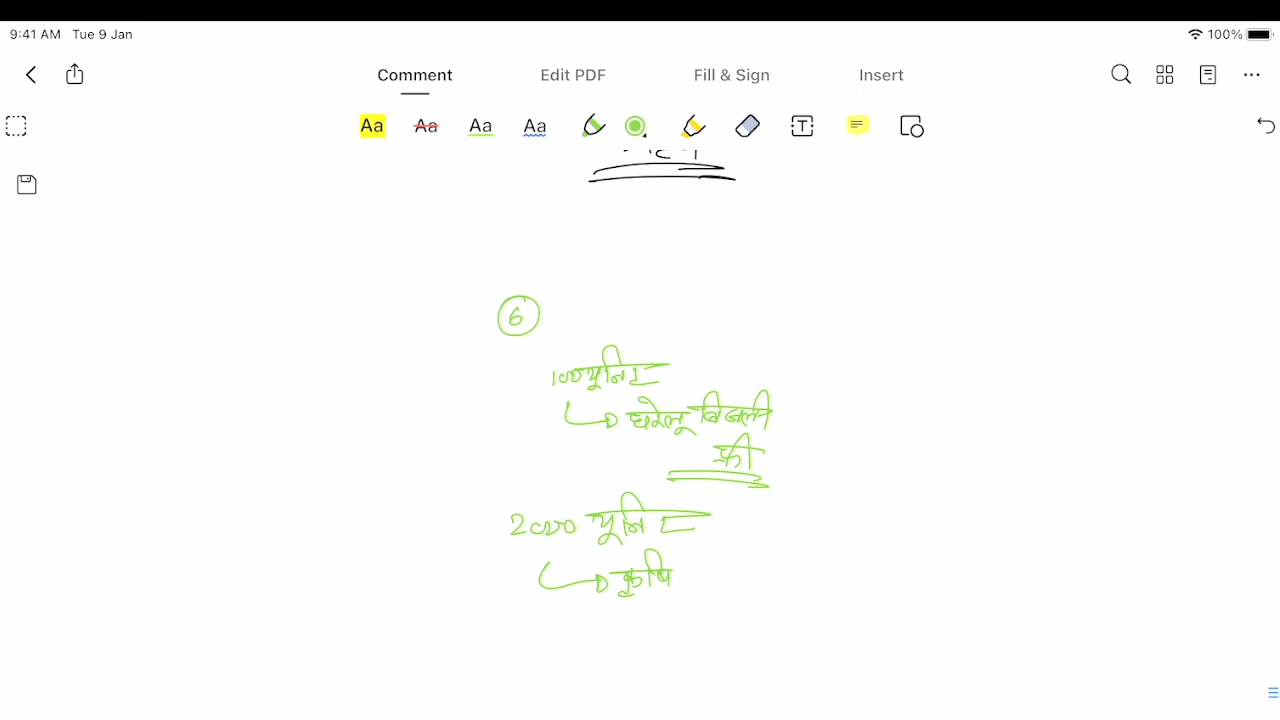 9:41 AM Tue 9 Jan 100%
Comment Edit PDF Fill & Sign Insert
Aa Aa Aa Aa T
6
100 यूनिट
घरेलू बिजली
फ्री
2000 यूनिट
कृषि